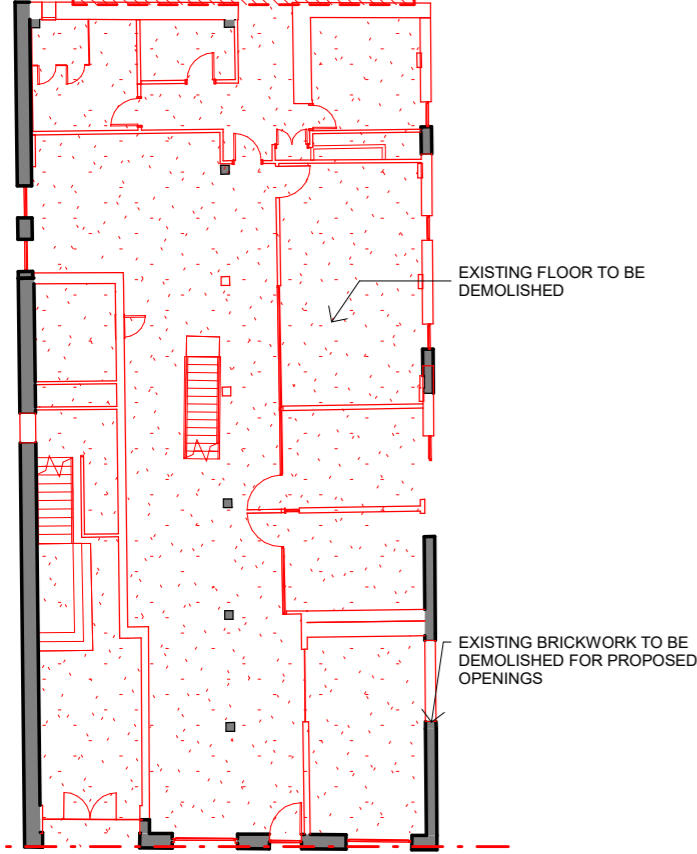 EXISTING FLOOR TO BE
DEMOLISHED
EXISTING BRICKWORK TO BE
DEMOLISHED FOR PROPOSED
OPENINGS